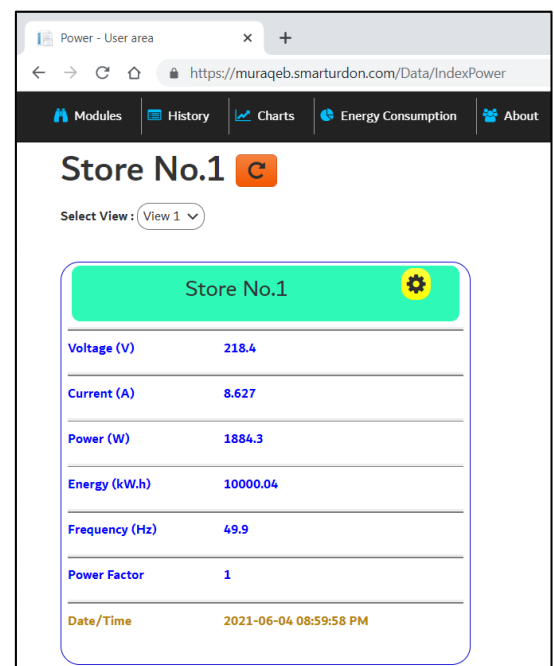 Power - User area
https://muraqeb.smarturdon.com/Data/IndexPower
Modules History Charts Energy Consumption About
Store No.1
Select View : View 1
Store No.1
Voltage (V) 218.4
Current (A) 8.627
Power (W) 1884.3
Energy (kW.h) 10000.04
Frequency (Hz) 49.9
Power Factor 1
Date/Time 2021-06-04 08:59:58 PM